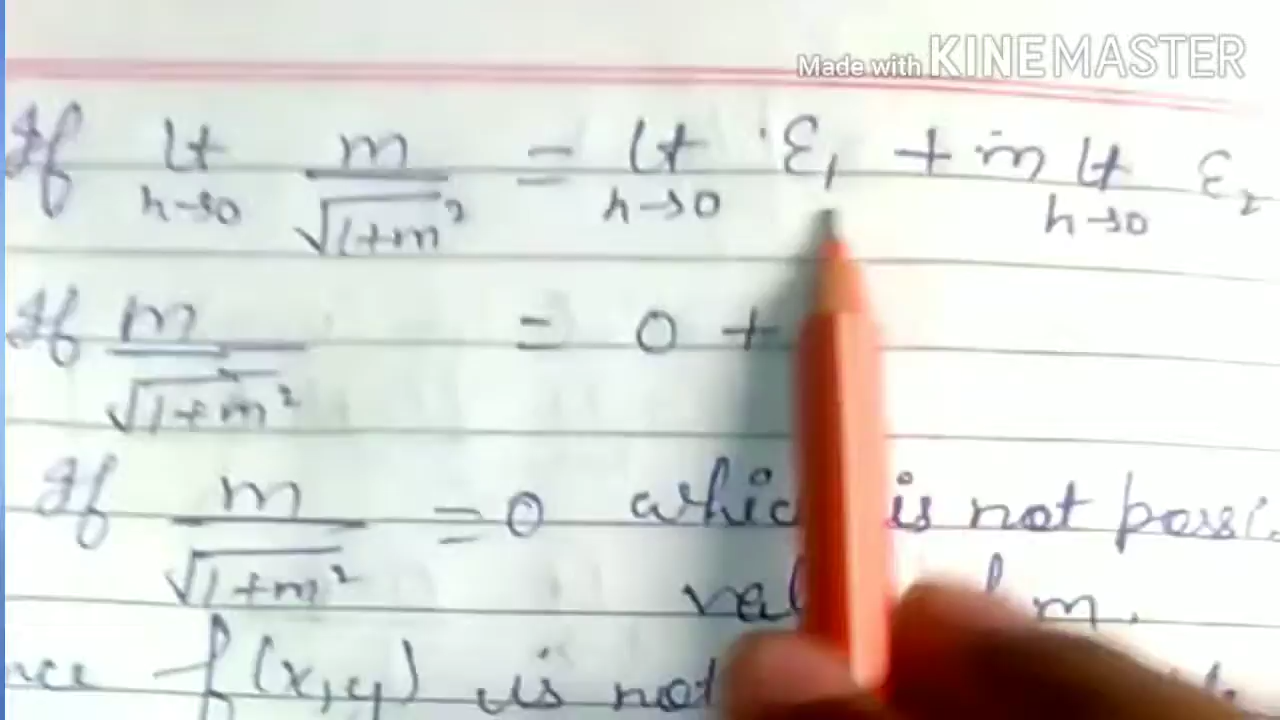 Made with KINEMASTER
If lt h→0 m/√(1+m²) = lt h→0 ε₁ + m lt h→0 ε₂
If m/√(1+m²) = 0 +
If m/√(1+m²) = 0 which is not possi
m.
f(x,y) is not